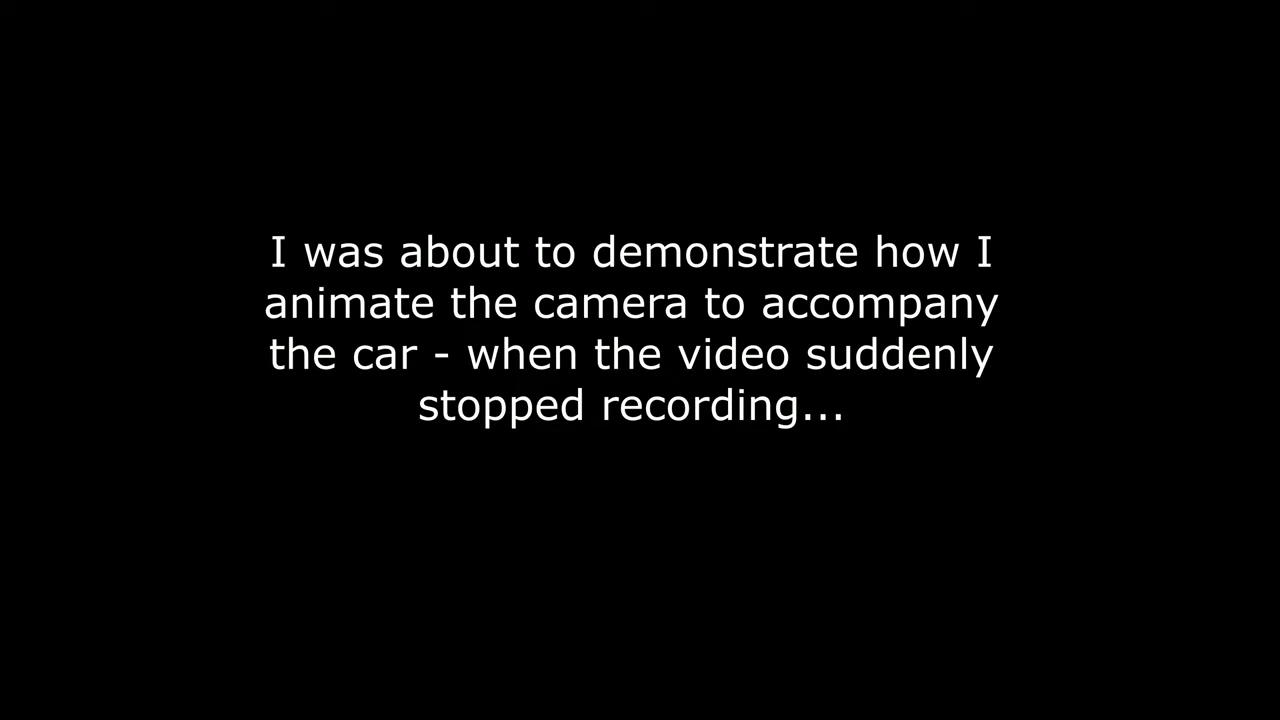 I was about to demonstrate how I
animate the camera to accompany
the car - when the video suddenly
stopped recording...